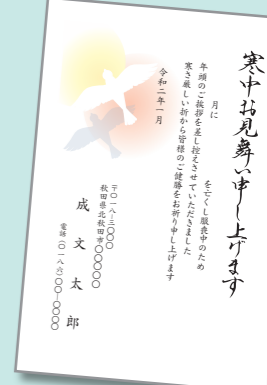 寒中お見舞い申し上げます
月に　　　を亡くし服喪中のため
年頭のご挨拶を差し控えさせていただきました
寒さ厳しい折から皆様のご健勝をお祈り申し上げます
令和二年一月
〒〇一八-三〇〇〇
秋田県北秋田市〇〇〇〇〇
成文太郎
電話(〇一八六)〇〇-〇〇〇〇